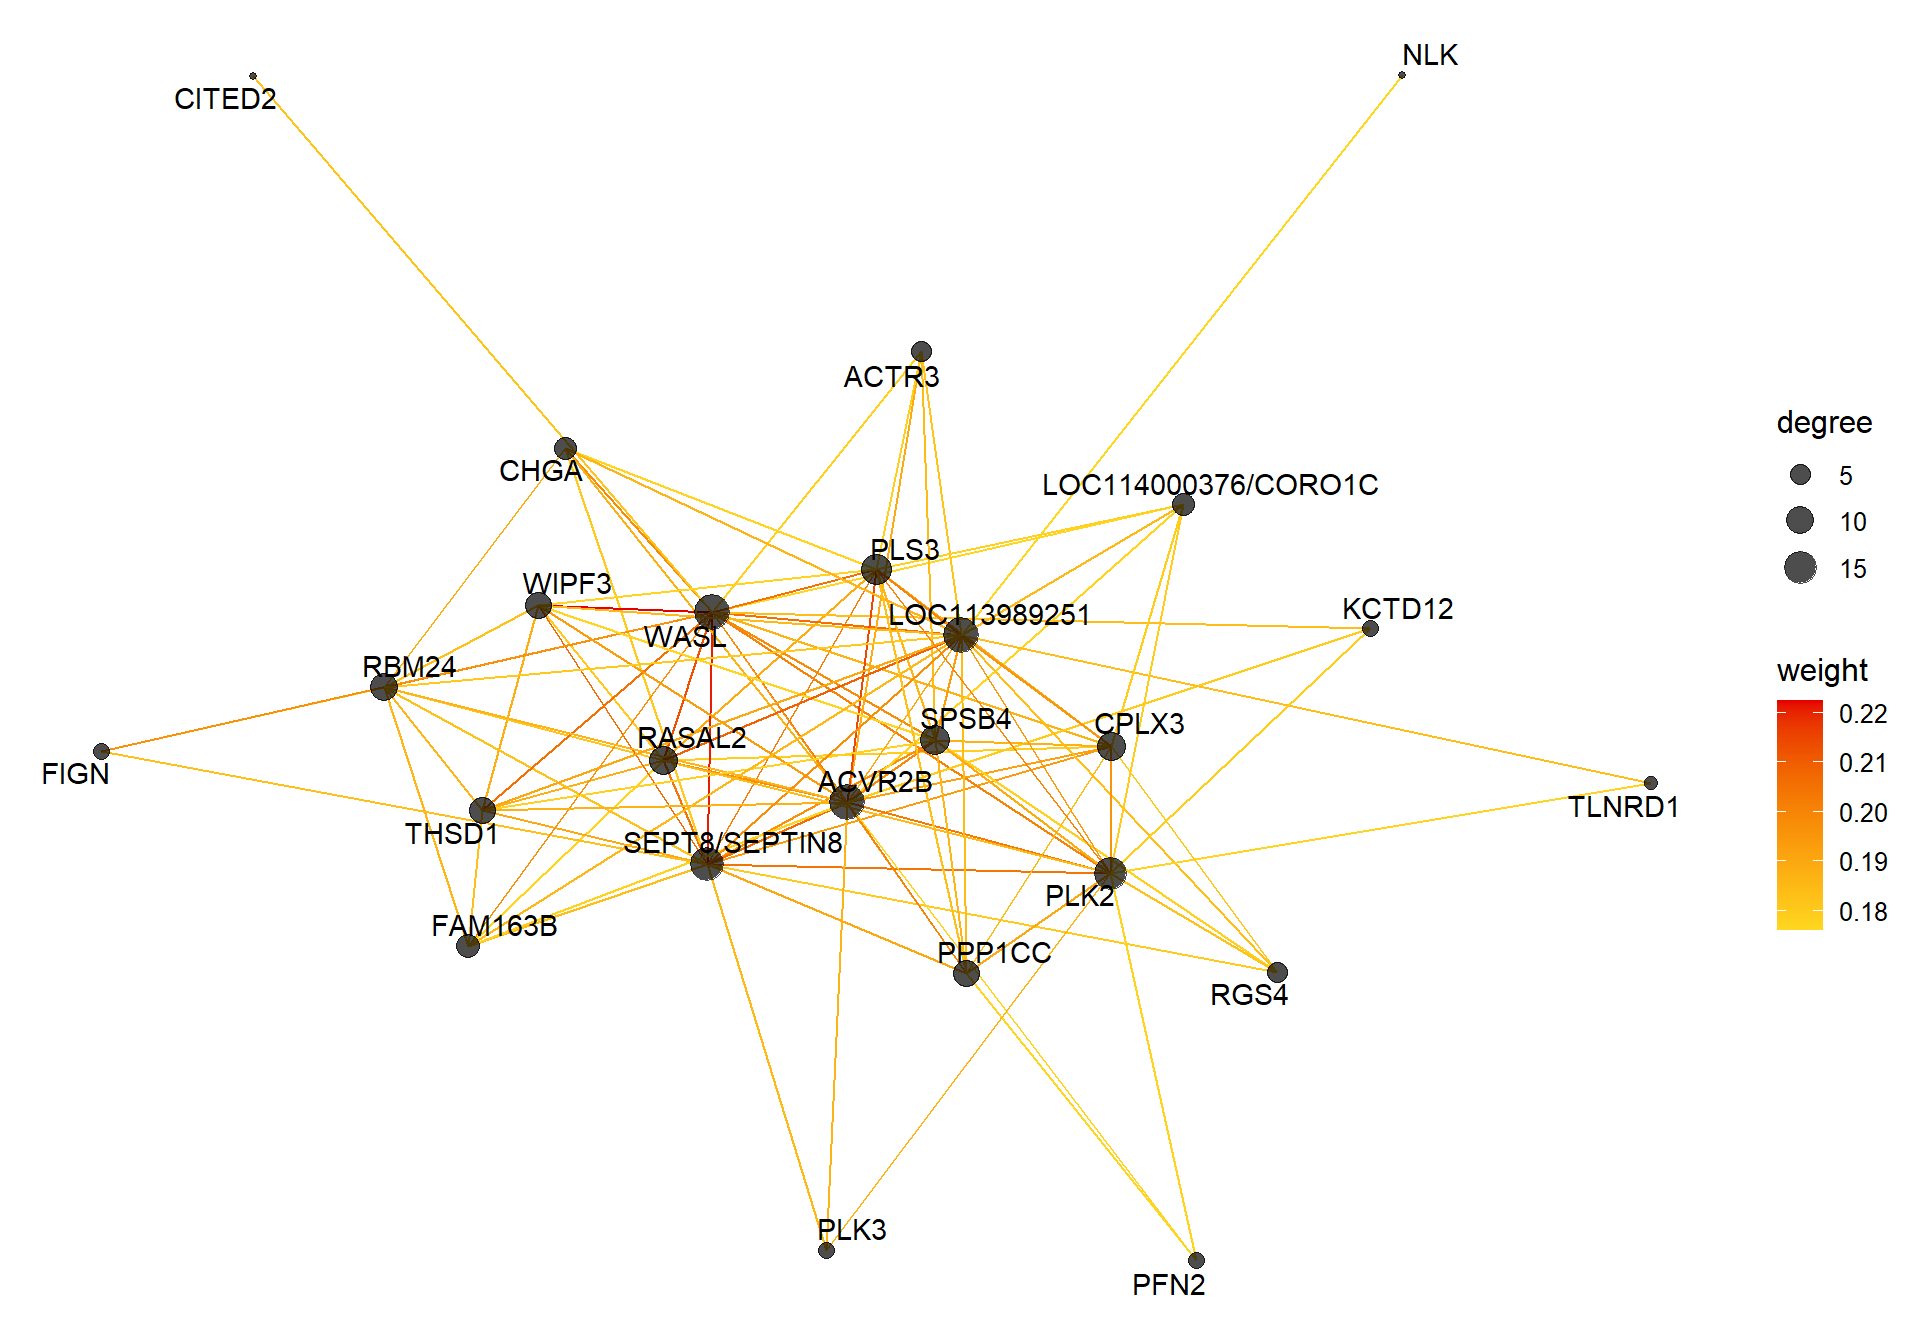 NLK
CITED2
ACTR3
degree
CHGA
LOC114000376/CORO1C
5
10
PLS3
15
WIPF3
LOC113989251
KCTD12
WASL
RBM24
weight
0.22
SPSB4
CPLX3
RASAL2
0.21
FIGN
ACVR2B
TLNRD1
0.20
THSD1
SEPT8/SEPTIN8
0.19
PLK2
0.18
FAM163B
PPP1CC
RGS4
PLK3
PFN2